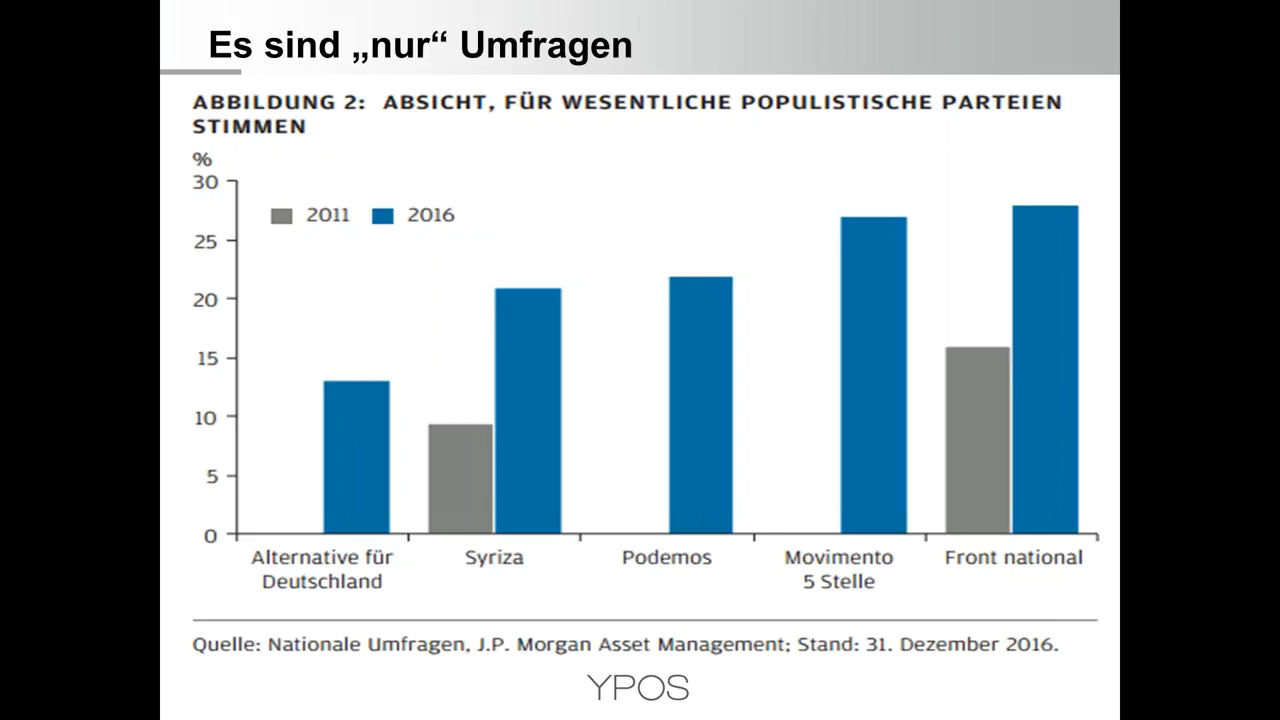 Es sind „nur“ Umfragen
ABBILDUNG 2: ABSICHT, FÜR WESENTLICHE POPULISTISCHE PARTEIEN
STIMMEN
%
30
2011 2016
25
20
15
10
5
0
Alternative für Deutschland
Syriza
Podemos
Movimento 5 Stelle
Front national
Quelle: Nationale Umfragen, J.P. Morgan Asset Management; Stand: 31. Dezember 2016.
YPOS